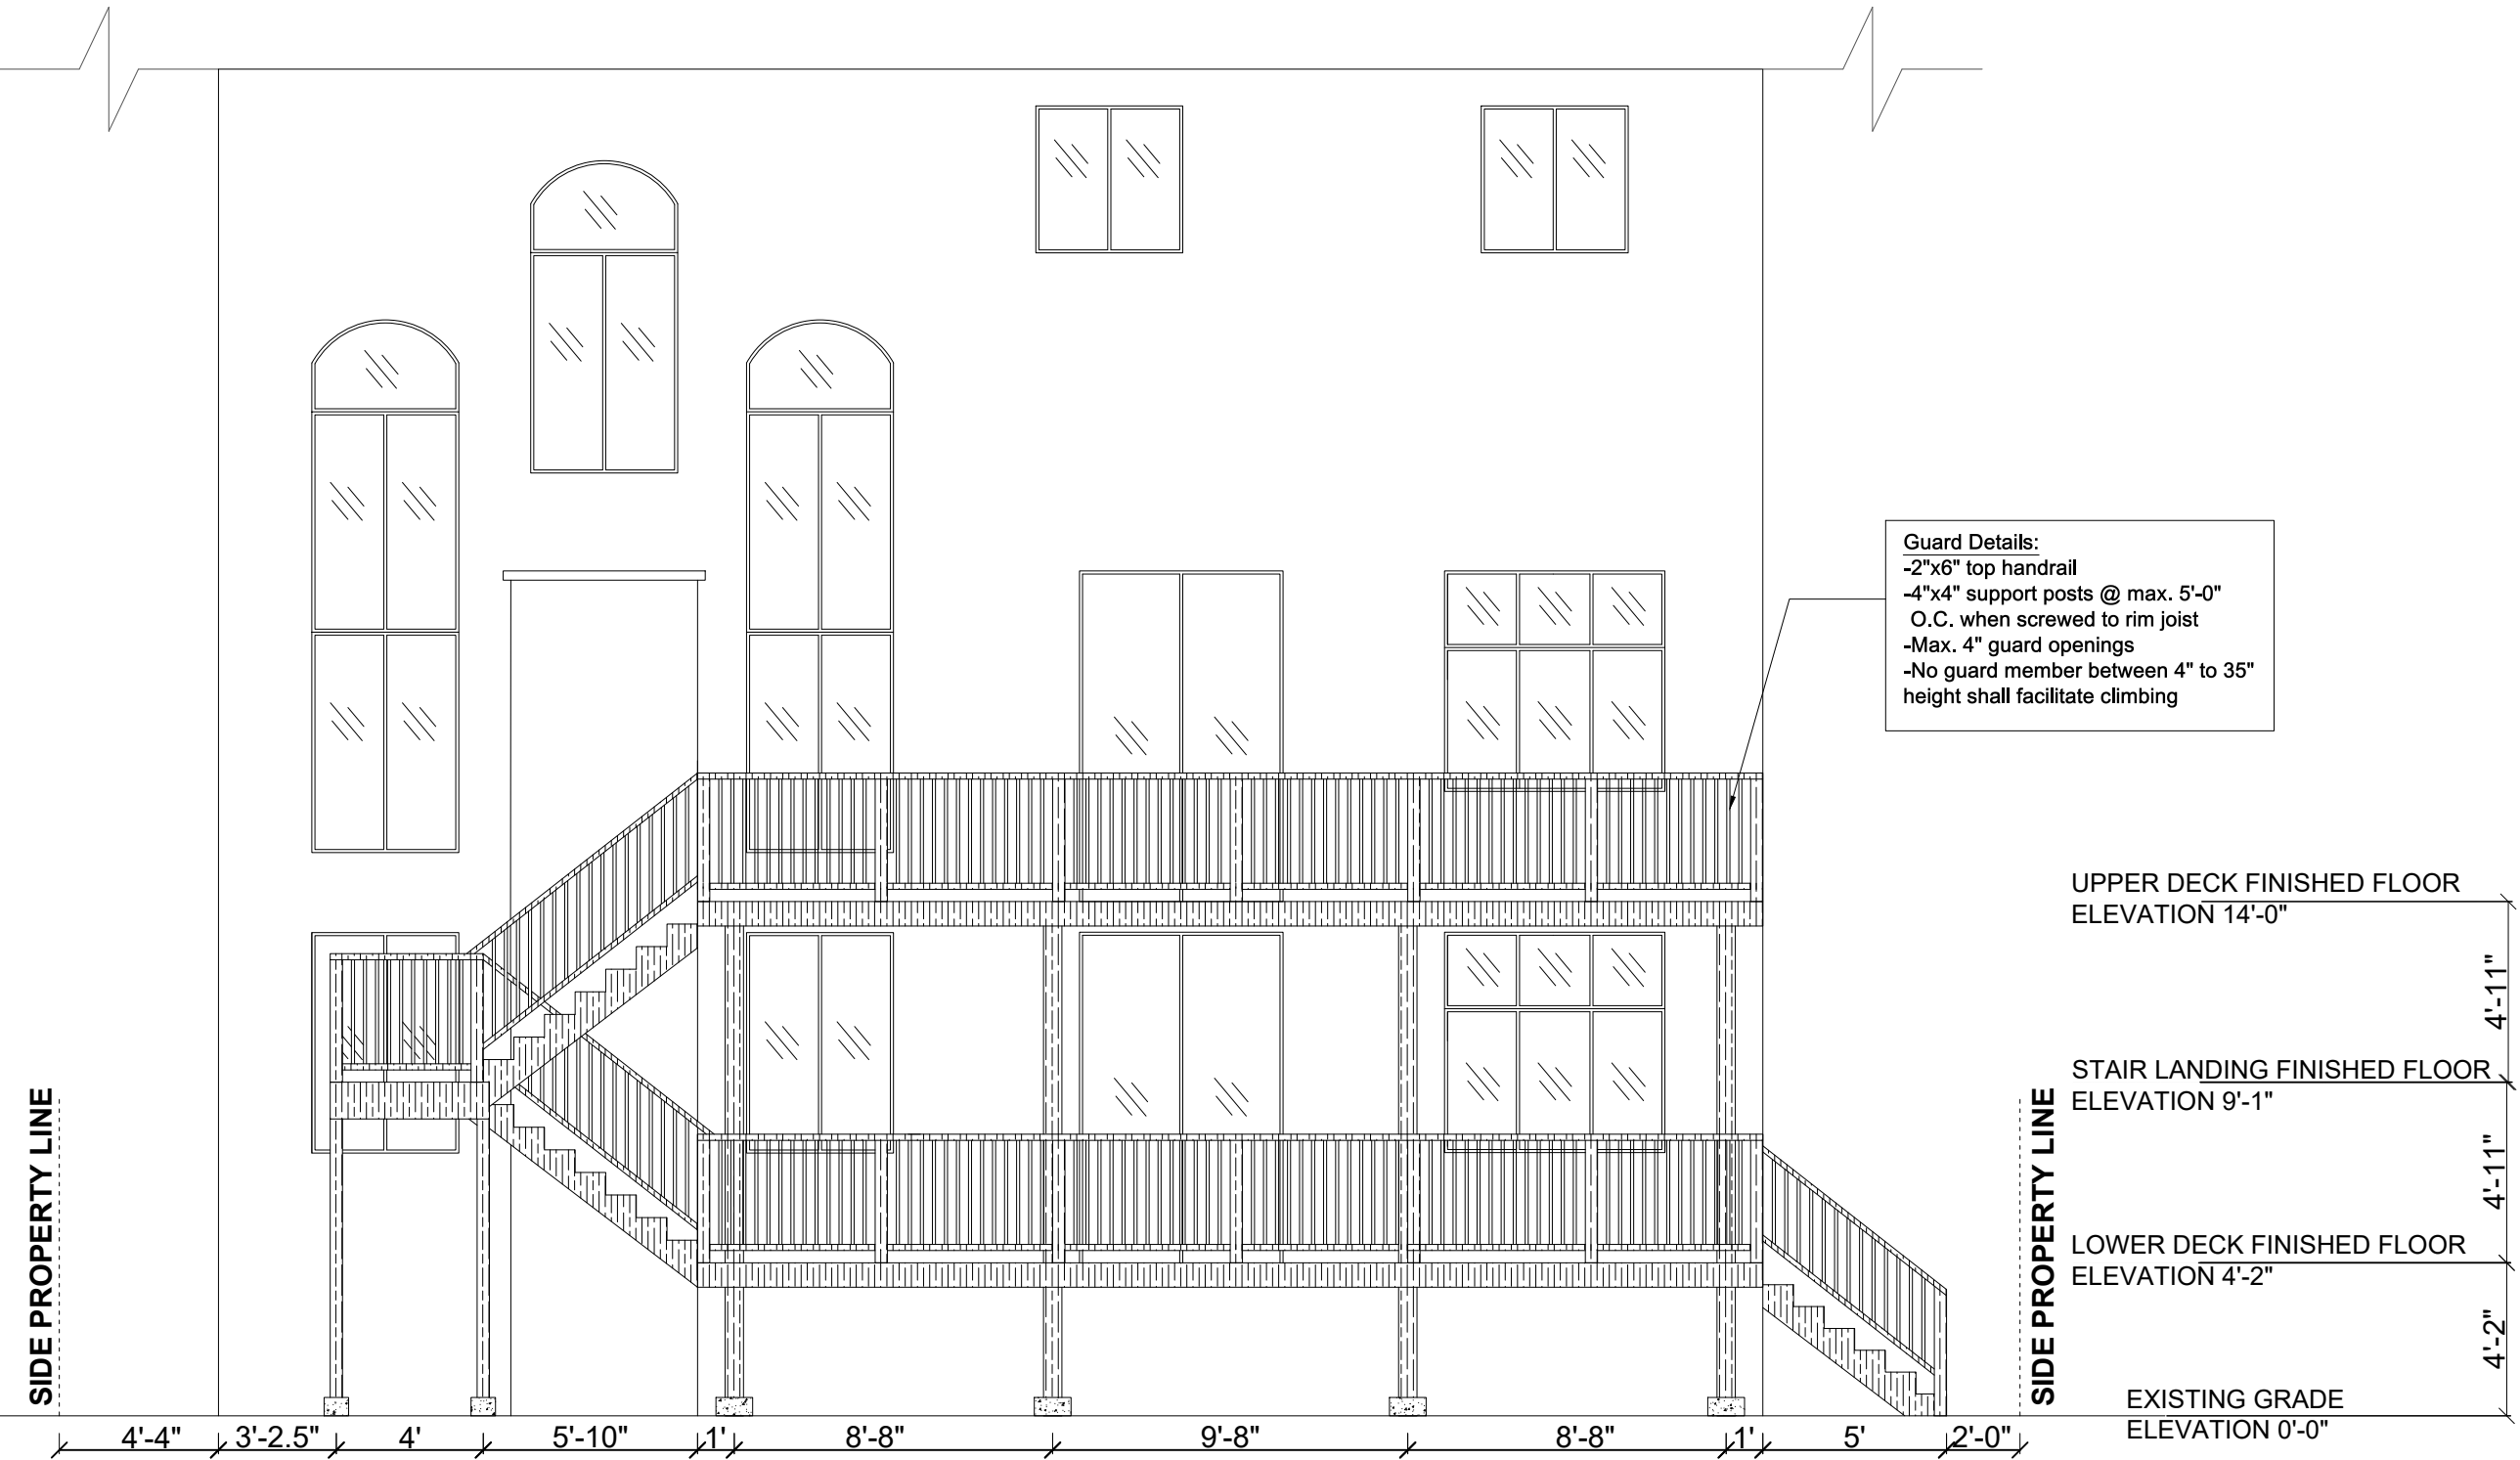 Guard Details:
-2"x6" top handrail
-4"x4" support posts @ max. 5'-0"
O.C. when screwed to rim joist
-Max. 4" guard openings
-No guard member between 4" to 35"
height shall facilitate climbing
UPPER DECK FINISHED FLOOR
ELEVATION 14'-0"
4'-11"
STAIR LANDING FINISHED FLOOR
ELEVATION 9'-1"
4'-11"
LOWER DECK FINISHED FLOOR
ELEVATION 4'-2"
4'-2"
EXISTING GRADE
ELEVATION 0'-0"
SIDE PROPERTY LINE
SIDE PROPERTY LINE
4'-4" 3'-2.5" 4' 5'-10" 1' 8'-8" 9'-8" 8'-8" 1' 5' 2'-0"